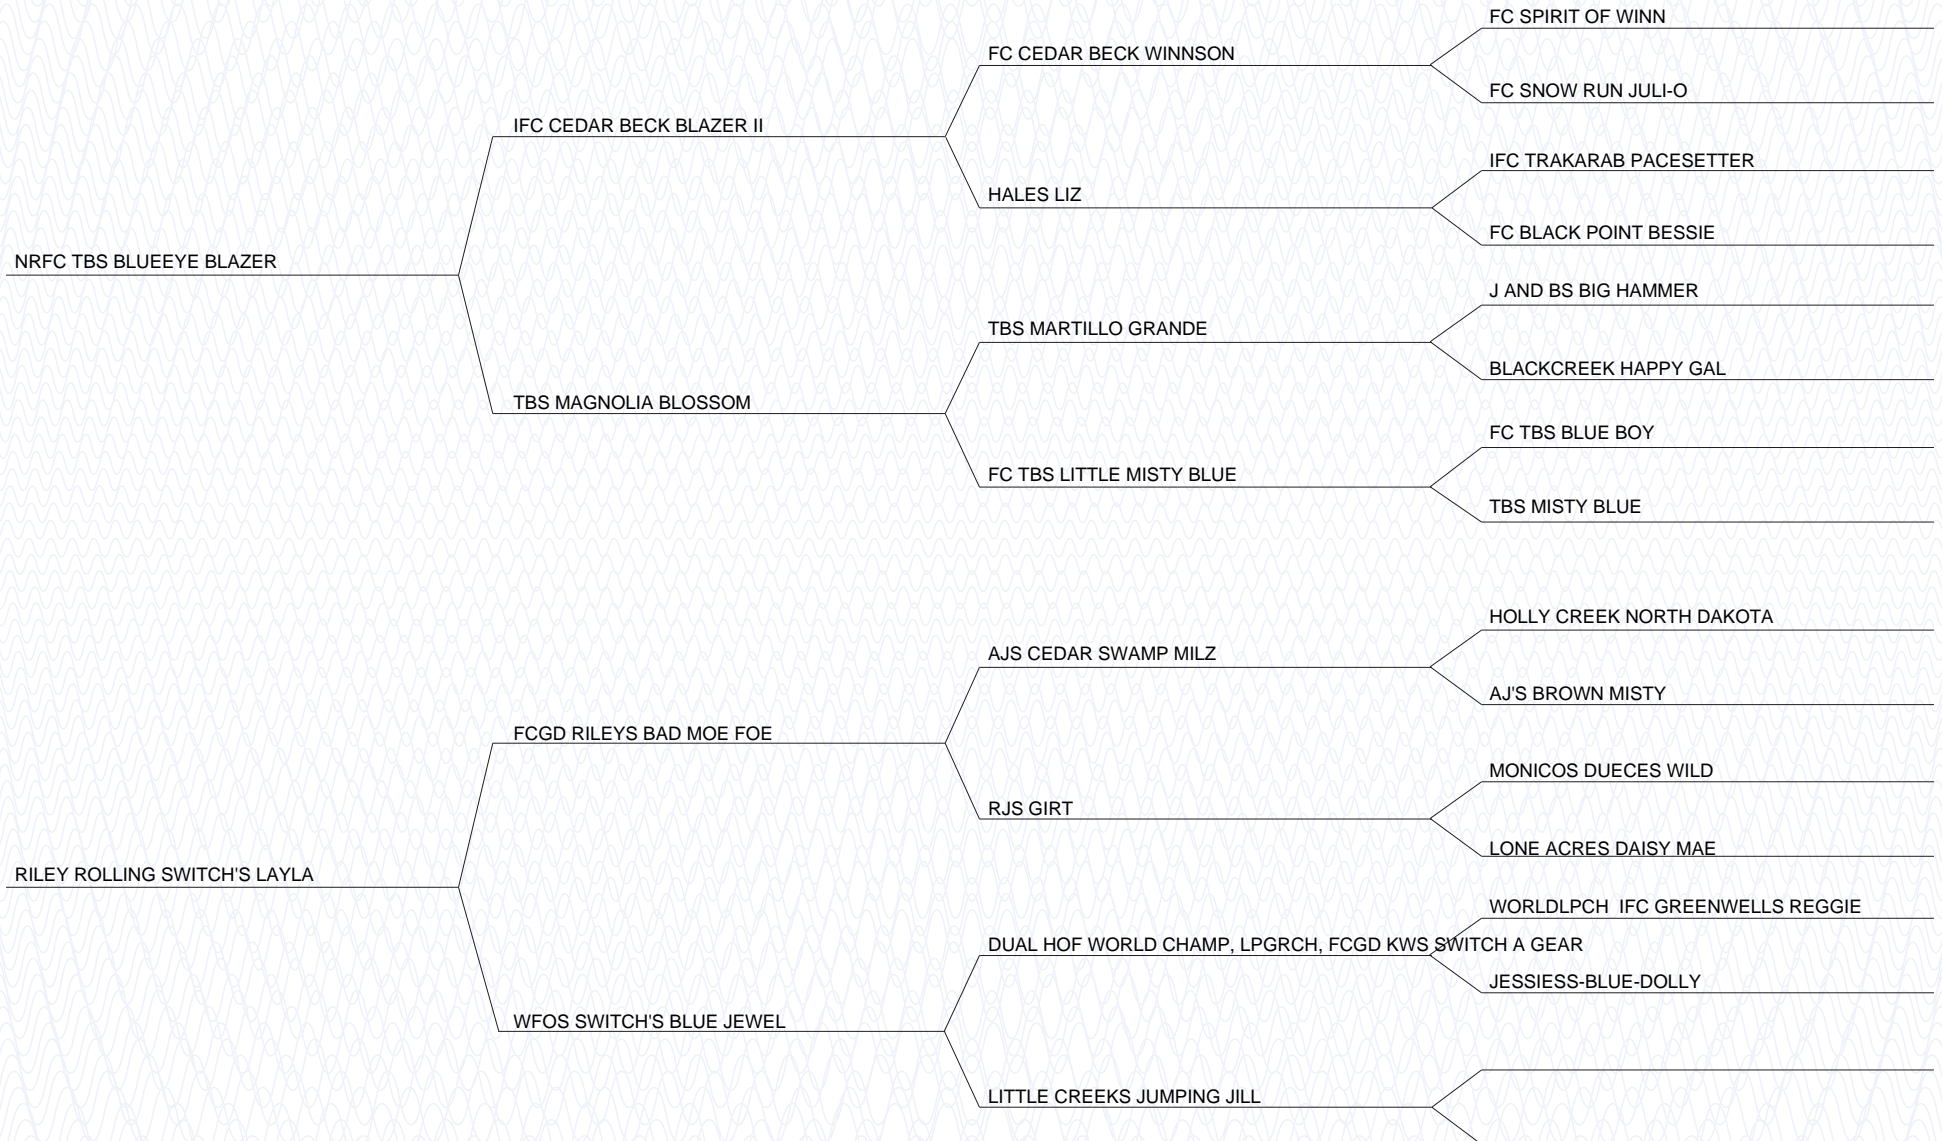 FC SPIRIT OF WINN
FC CEDAR BECK WINNSON
FC SNOW RUN JULI-O
IFC CEDAR BECK BLAZER II
IFC TRAKARAB PACESETTER
HALES LIZ
FC BLACK POINT BESSIE
NRFC TBS BLUEEYE BLAZER
J AND BS BIG HAMMER
TBS MARTILLO GRANDE
BLACKCREEK HAPPY GAL
TBS MAGNOLIA BLOSSOM
FC TBS BLUE BOY
FC TBS LITTLE MISTY BLUE
TBS MISTY BLUE
HOLLY CREEK NORTH DAKOTA
AJS CEDAR SWAMP MILZ
AJ'S BROWN MISTY
FCGD RILEYS BAD MOE FOE
MONICOS DUECES WILD
RJS GIRT
LONE ACRES DAISY MAE
RILEY ROLLING SWITCH'S LAYLA
WORLDLPCH  IFC GREENWELLS REGGIE
DUAL HOF WORLD CHAMP, LPGRCH, FCGD KWS SWITCH A GEAR
JESSIESS-BLUE-DOLLY
WFOS SWITCH'S BLUE JEWEL
LITTLE CREEKS JUMPING JILL